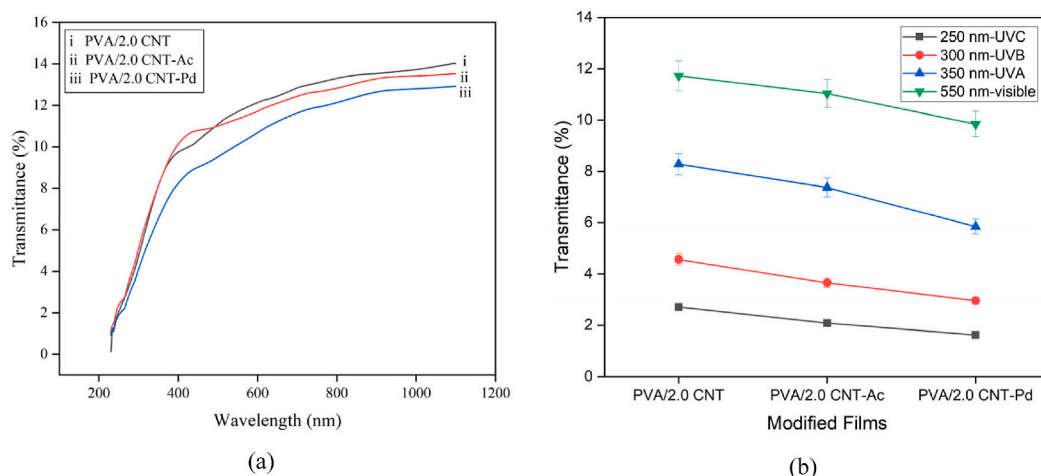 16
14
12
10
8
6
4
2
0
Transmittance (%)
i PVA/2.0 CNT
ii PVA/2.0 CNT-Ac
iii PVA/2.0 CNT-Pd
i
ii
iii
200 400 600 800 1000 1200
Wavelength (nm)
(a)
14
12
10
8
6
4
2
0
Transmittance (%)
250 nm-UVC
300 nm-UVB
350 nm-UVA
550 nm-visible
PVA/2.0 CNT PVA/2.0 CNT-Ac PVA/2.0 CNT-Pd
Modified Films
(b)